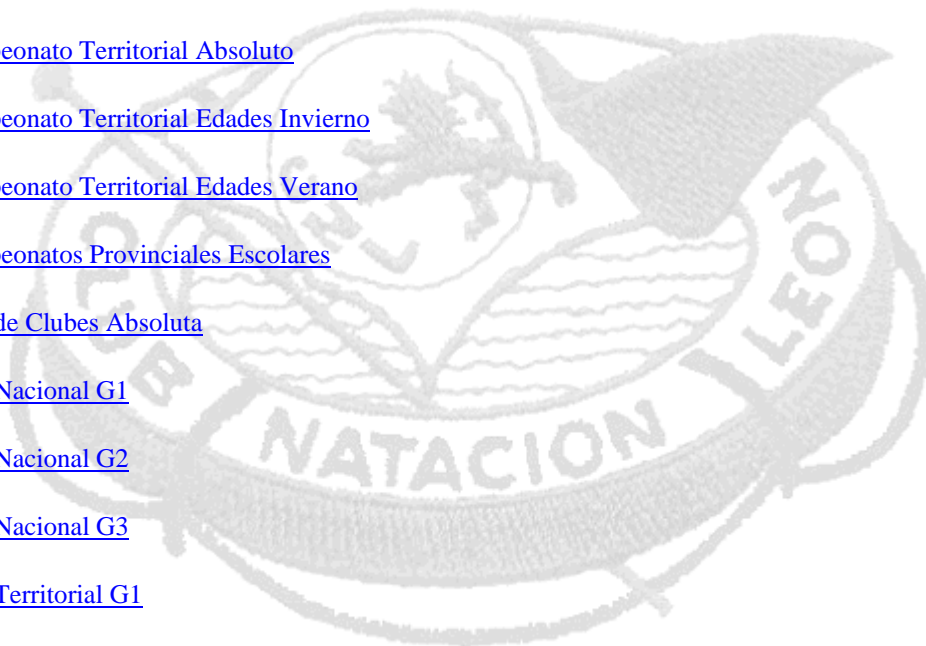 eonato Territorial Absoluto
eonato Territorial Edades Invierno
eonato Territorial Edades Verano
eonatos Provinciales Escolares
de Clubes Absoluta
Nacional G1
Nacional G2
Nacional G3
Territorial G1
CLUB NATACION LEON
CNL